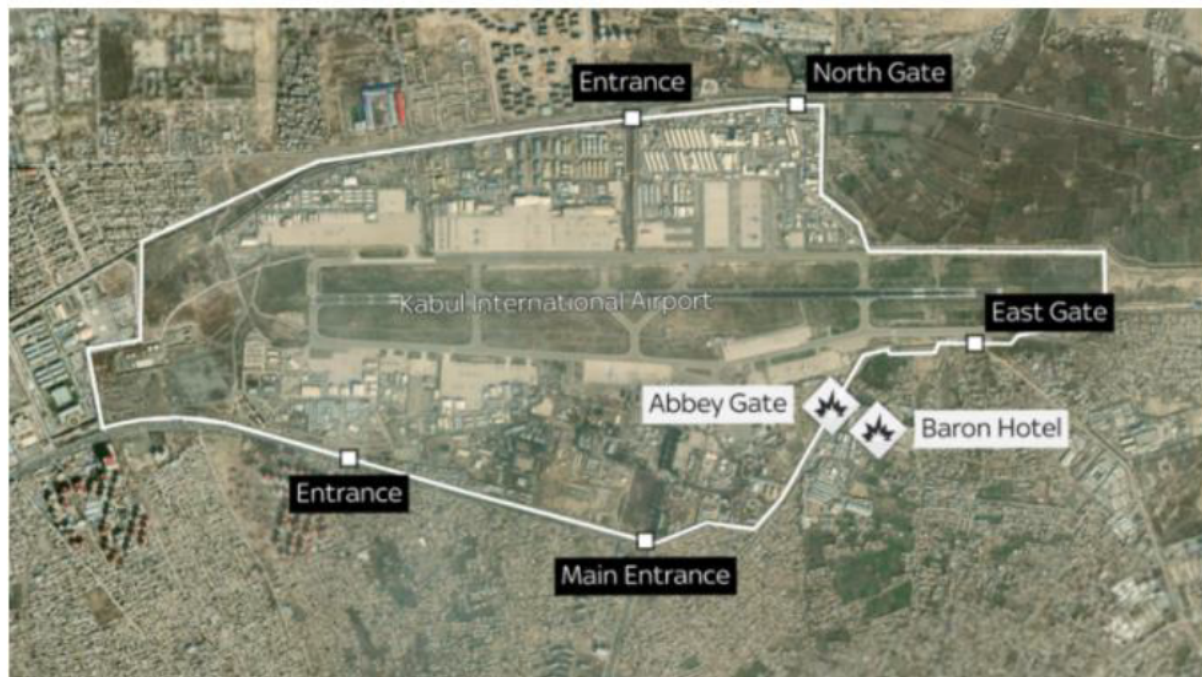 North Gate
Entrance
Kabul International Airport
East Gate
Abbey Gate
Baron Hotel
Entrance
Main Entrance